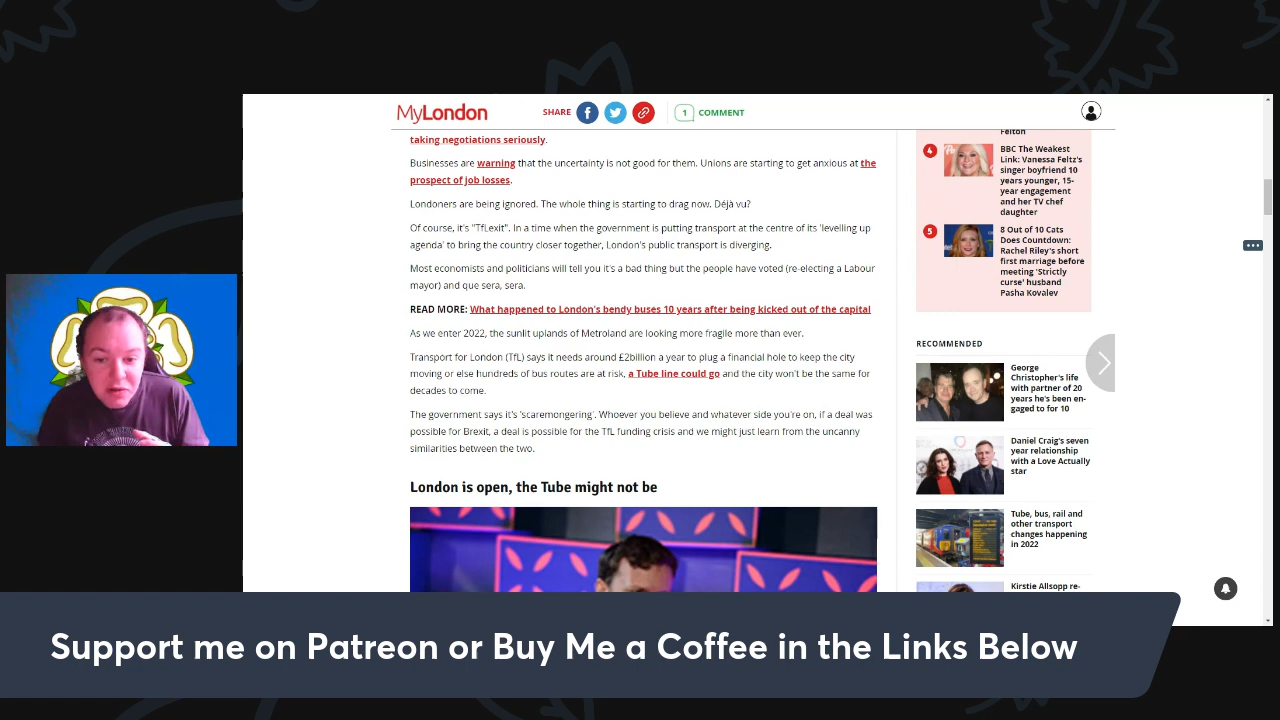 MyLondon
SHARE
1 COMMENT
taking negotiations seriously.
Businesses are warning that the uncertainty is not good for them. Unions are starting to get anxious at the
prospect of job losses.
Londoners are being ignored. The whole thing is starting to drag now. Déjà vu?
Of course, it's "TfLexit". In a time when the government is putting transport at the centre of its 'levelling up
agenda' to bring the country closer together, London's public transport is diverging.
Most economists and politicians will tell you it's a bad thing but the people have voted (re-electing a Labour
mayor) and que sera, sera.
READ MORE: What happened to London's bendy buses 10 years after being kicked out of the capital
As we enter 2022, the sunlit uplands of Metroland are looking more fragile more than ever.
Transport for London (TfL) says it needs around £2billion a year to plug a financial hole to keep the city
moving or else hundreds of bus routes are at risk, a Tube line could go and the city won't be the same for
decades to come.
The government says it's 'scaremongering'. Whoever you believe and whatever side you're on, if a deal was
possible for Brexit, a deal is possible for the TfL funding crisis and we might just learn from the uncanny
similarities between the two.
London is open, the Tube might not be
Felton
4
BBC The Weakest
Link: Vanessa Feltz's
singer boyfriend 10
years younger, 15-
year engagement
and her TV chef
daughter
5
8 Out of 10 Cats
Does Countdown:
Rachel Riley's short
first marriage before
meeting 'Strictly
curse' husband
Pasha Kovalev
RECOMMENDED
George
Christopher's life
with partner of 20
years he's been en-
gaged to for 10
Daniel Craig's seven
year relationship
with a Love Actually
star
Tube, bus, rail and
other transport
changes happening
in 2022
Kirstie Allsopp re-
Support me on Patreon or Buy Me a Coffee in the Links Below